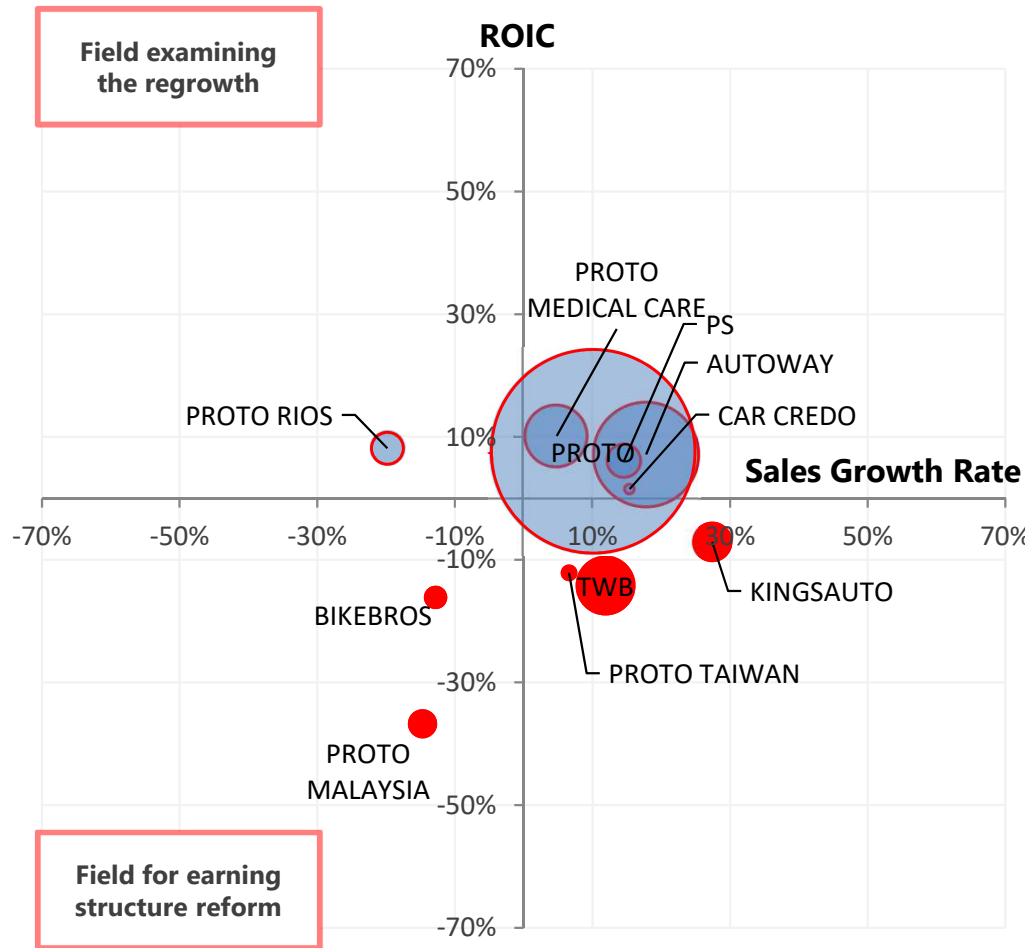 ROIC
Field examining
the regrowth
70%
50%
30%
10%
-10%
-30%
-50%
-70%
PROTO
MEDICAL CARE
PS
AUTOWAY
CAR CREDO
PROTO RIOS
PROTO
Sales Growth Rate
-70%
-50%
-30%
-10%
10%
30%
50%
70%
TWB
KINGSAUTO
BIKEBROS
PROTO TAIWAN
PROTO
MALAYSIA
Field for earning
structure reform